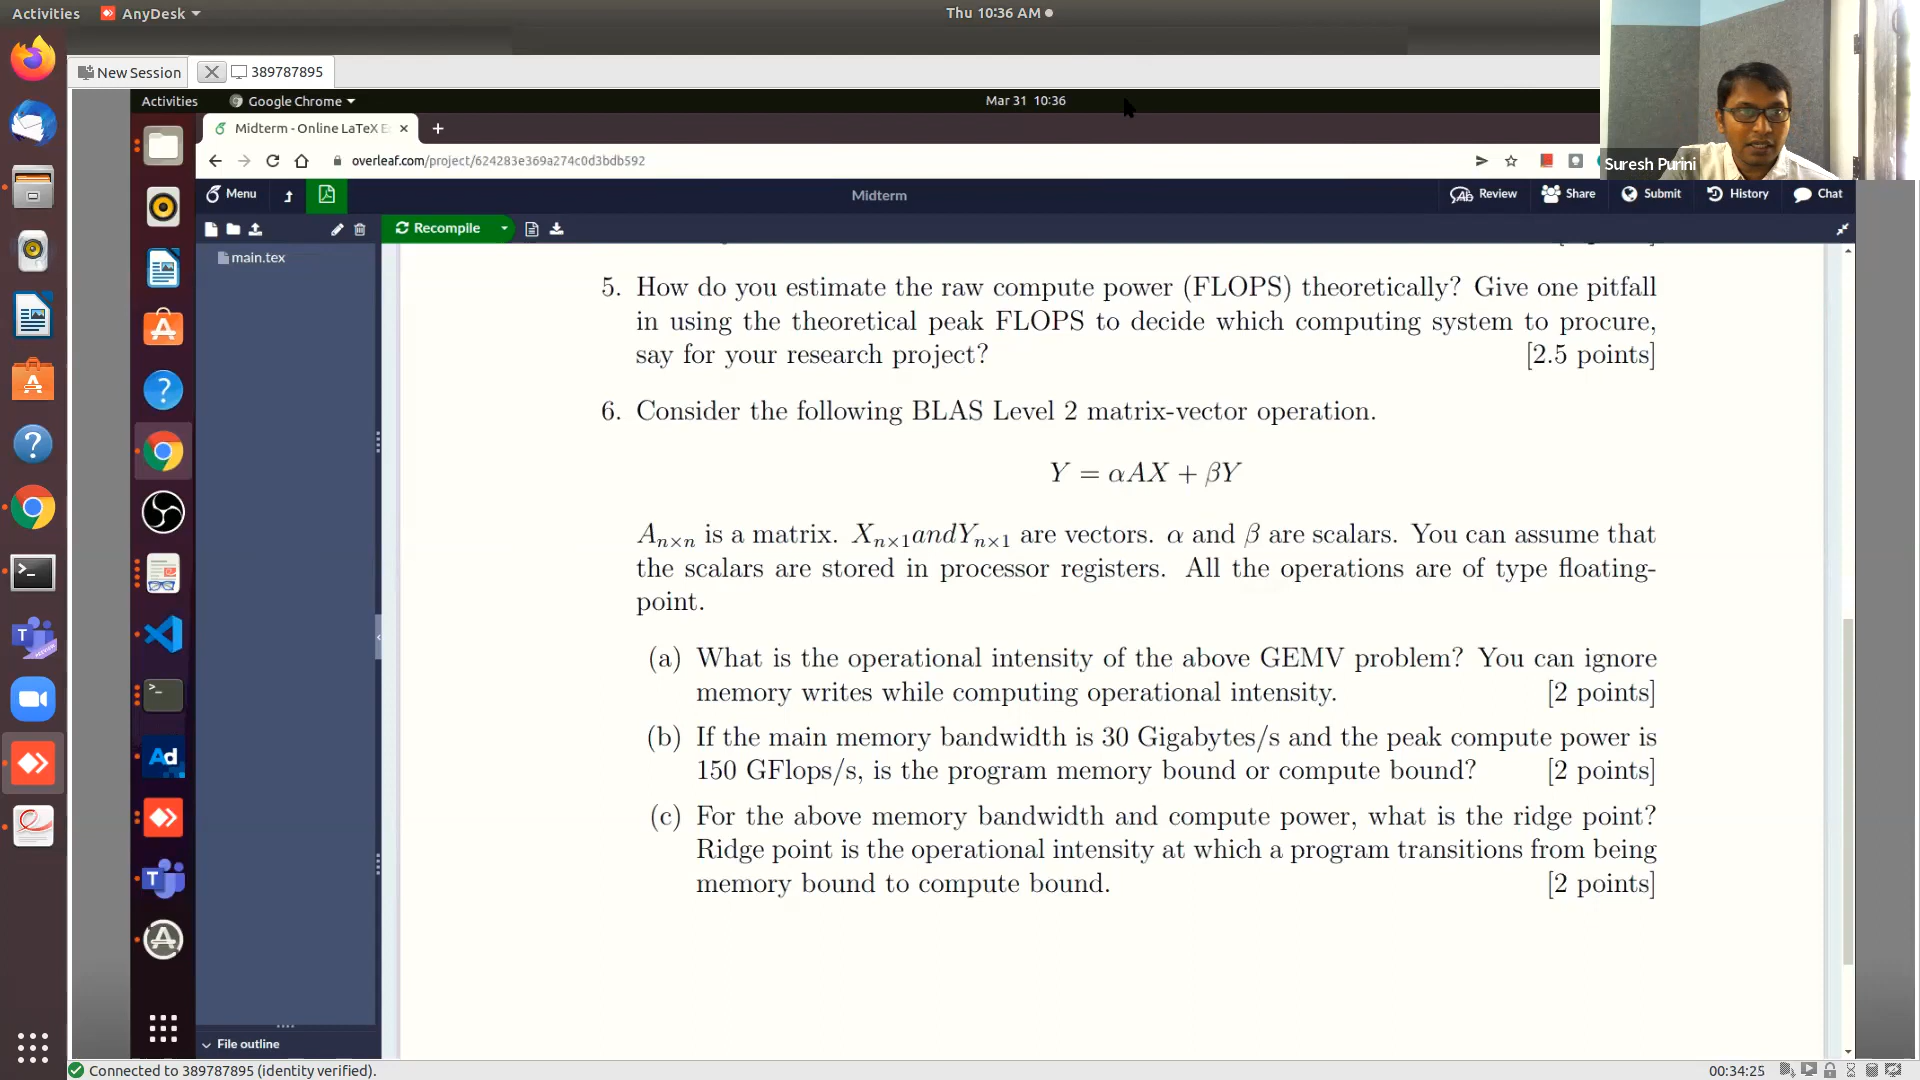 Activities AnyDesk Thu 10:36 AM
New Session 389787895
Activities Google Chrome Mar 31 10:36
Midterm - Online LaTeX E
overleaf.com/project/624283e369a274c0d3bdb592
Suresh Purini
Menu Midterm Review Share Submit History Chat
Recompile
main.tex
5. How do you estimate the raw compute power (FLOPS) theoretically? Give one pitfall
in using the theoretical peak FLOPS to decide which computing system to procure,
say for your research project? [2.5 points]
6. Consider the following BLAS Level 2 matrix-vector operation.
Y = αAX + βY
A_{n×n} is a matrix. X_{n×1}andY_{n×1} are vectors. α and β are scalars. You can assume that
the scalars are stored in processor registers. All the operations are of type floating-
point.
(a) What is the operational intensity of the above GEMV problem? You can ignore
memory writes while computing operational intensity. [2 points]
(b) If the main memory bandwidth is 30 Gigabytes/s and the peak compute power is
150 GFlops/s, is the program memory bound or compute bound? [2 points]
(c) For the above memory bandwidth and compute power, what is the ridge point?
Ridge point is the operational intensity at which a program transitions from being
memory bound to compute bound. [2 points]
File outline
Connected to 389787895 (identity verified). 00:34:25